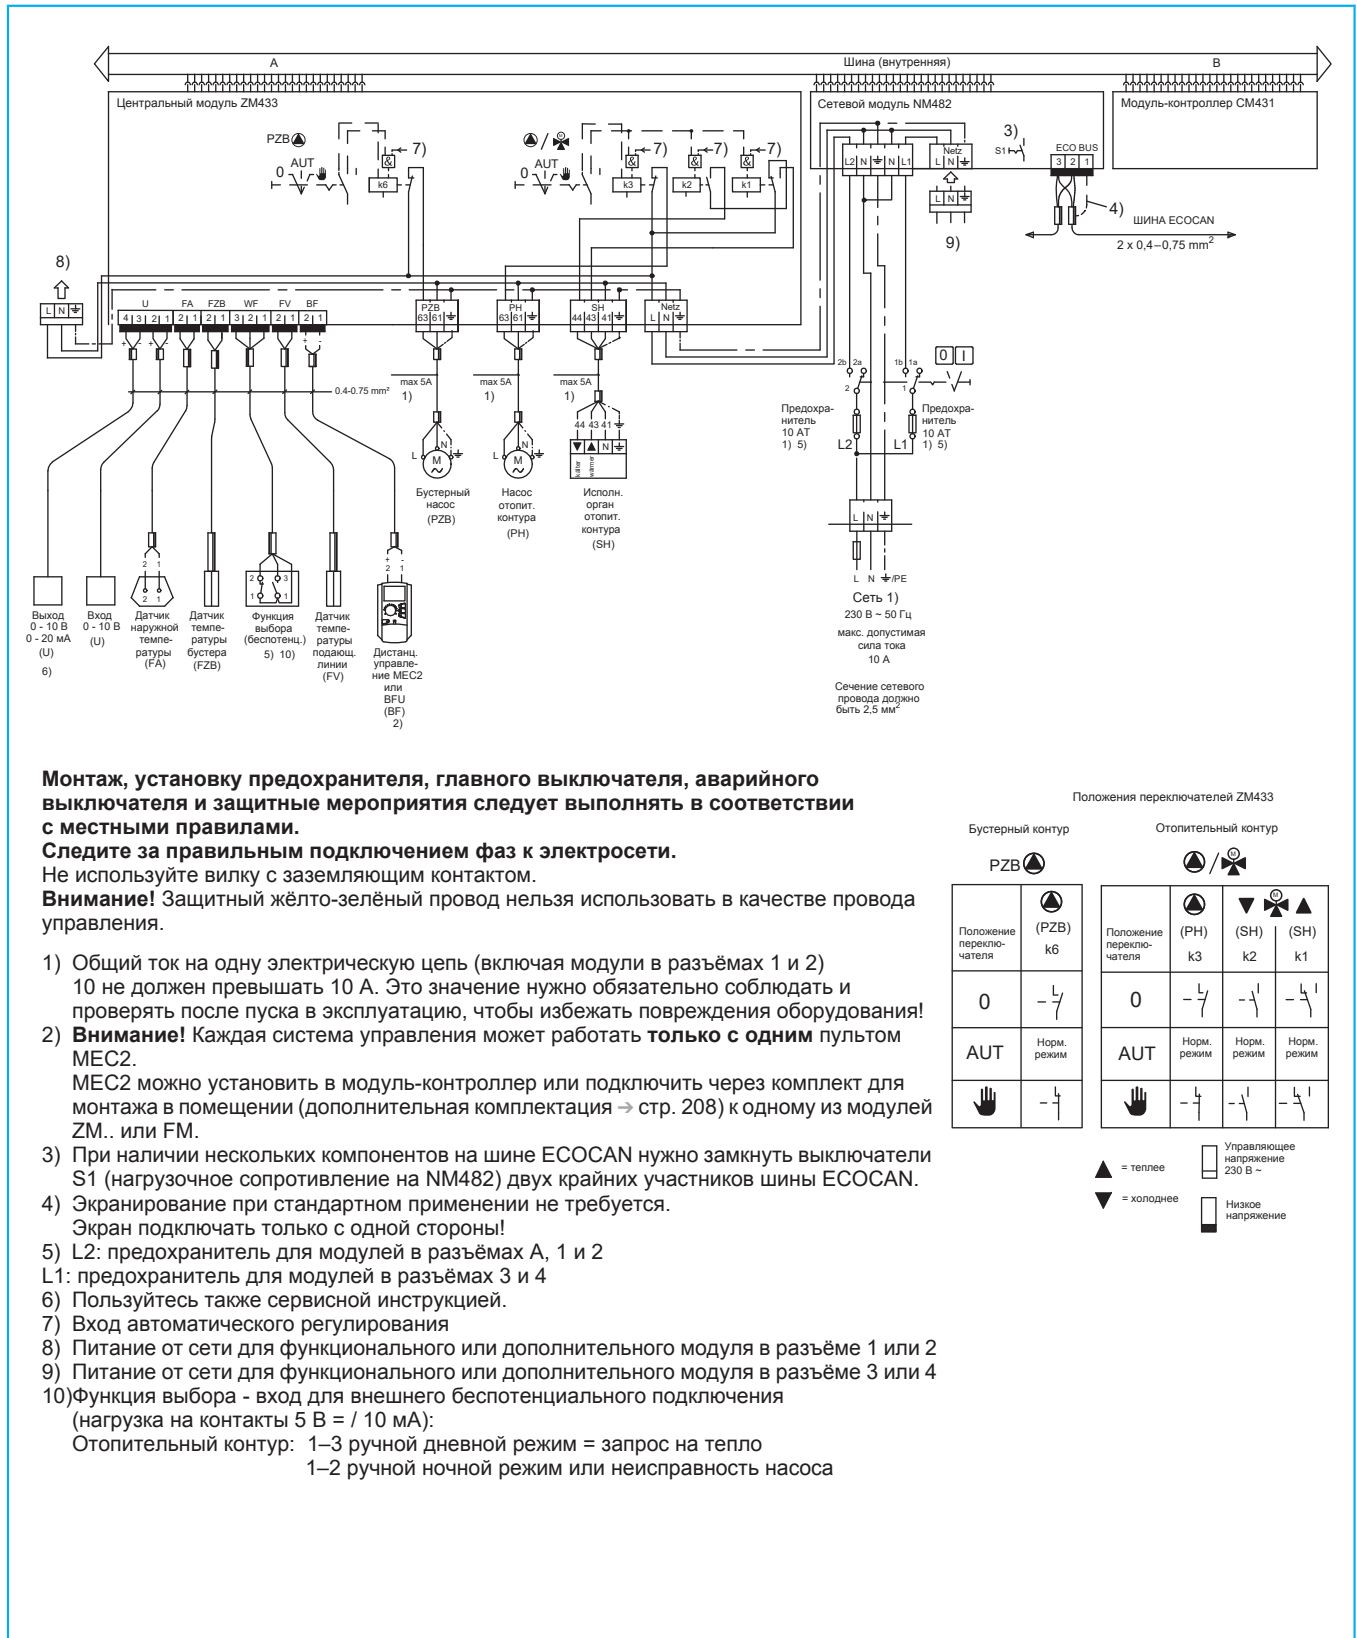 A
Шина (внутренняя)
B
Центральный модуль ZM433
Сетевой модуль NM482
Модуль-контроллер CM431
PZB
0 AUT
k6
& 7)
M
0 AUT
k3
& 7)
k2
& 7)
k1
& 7)
L2 N N L1
Netz
L N
3)
S1
ECO BUS
3 2 1
L N
9)
4)
ШИНА ECOCAN
2 x 0,4–0,75 mm²
8)
L N
U FA FZB WF FV BF
4 3 2 1 2 1 2 1 3 2 1 2 1 2 1
+ - + - + -
PZB
63 61
PH
63 61
SH
44 43 41
Netz
L N
0.4-0.75 mm²
max 5A
1)
max 5A
1)
max 5A
1)
2b 2a
2
1b 1a
1
0 I
Предохра-
нитель
10 АТ
1) 5)
L2
L1
Предохра-
нитель
10 АТ
1) 5)
L N
M
L N
M
44 43 41
N
kälter
wärmer
Бустерный
насос
(PZB)
Насос
отопит.
контура
(PH)
Исполн.
орган
отопит.
контура
(SH)
L N
L N /PE
Сеть 1)
230 В ~ 50 Гц
макс. допустимая
сила тока
10 А
Сечение сетевого
провода должно
быть 2,5 мм²
2 1
2 1
2 3
1 1
+ -
2 1
Выход
0 - 10 В
0 - 20 мА
(U)
6)
Вход
0 - 10 В
(U)
Датчик
наружной
темпе-
ратуры
(FA)
Датчик
темпе-
ратуры
бустера
(FZB)
Функция
выбора
(беспотенц.)
5) 10)
Датчик
темпе-
ратуры
подающ.
линии
(FV)
Дистанц.
управле-
ние MEC2
или
BFU
(BF)
2)
Монтаж, установку предохранителя, главного выключателя, аварийного
выключателя и защитные мероприятия следует выполнять в соответствии
с местными правилами.
Следите за правильным подключением фаз к электросети.
Не используйте вилку с заземляющим контактом.
Внимание! Защитный жёлто-зелёный провод нельзя использовать в качестве провода
управления.
1) Общий ток на одну электрическую цепь (включая модули в разъёмах 1 и 2)
10 не должен превышать 10 А. Это значение нужно обязательно соблюдать и
проверять после пуска в эксплуатацию, чтобы избежать повреждения оборудования!
2) Внимание! Каждая система управления может работать только с одним пультом
MEC2.
MEC2 можно установить в модуль-контроллер или подключить через комплект для
монтажа в помещении (дополнительная комплектация → стр. 208) к одному из модулей
ZM.. или FM.
3) При наличии нескольких компонентов на шине ECOCAN нужно замкнуть выключатели
S1 (нагрузочное сопротивление на NM482) двух крайних участников шины ECOCAN.
4) Экранирование при стандартном применении не требуется.
Экран подключать только с одной стороны!
5) L2: предохранитель для модулей в разъёмах A, 1 и 2
L1: предохранитель для модулей в разъёмах 3 и 4
6) Пользуйтесь также сервисной инструкцией.
7) Вход автоматического регулирования
8) Питание от сети для функционального или дополнительного модуля в разъёме 1 или 2
9) Питание от сети для функционального или дополнительного модуля в разъёме 3 или 4
10)Функция выбора - вход для внешнего беспотенциального подключения
(нагрузка на контакты 5 В = / 10 мА):
Отопительный контур: 1–3 ручной дневной режим = запрос на тепло
1–2 ручной ночной режим или неисправность насоса
Положения переключателей ZM433
Бустерный контур
PZB
Положение
переклю-
чателя
(PZB)
k6
0
AUT
Норм.
режим
Отопительный контур
M
Положение
переклю-
чателя
(PH)
k3
M
(SH)
k2
(SH)
k1
0
AUT
Норм.
режим
Норм.
режим
Норм.
режим
▲ = теплее
▼ = холоднее
Управляющее
напряжение
230 В ~
Низкое
напряжение